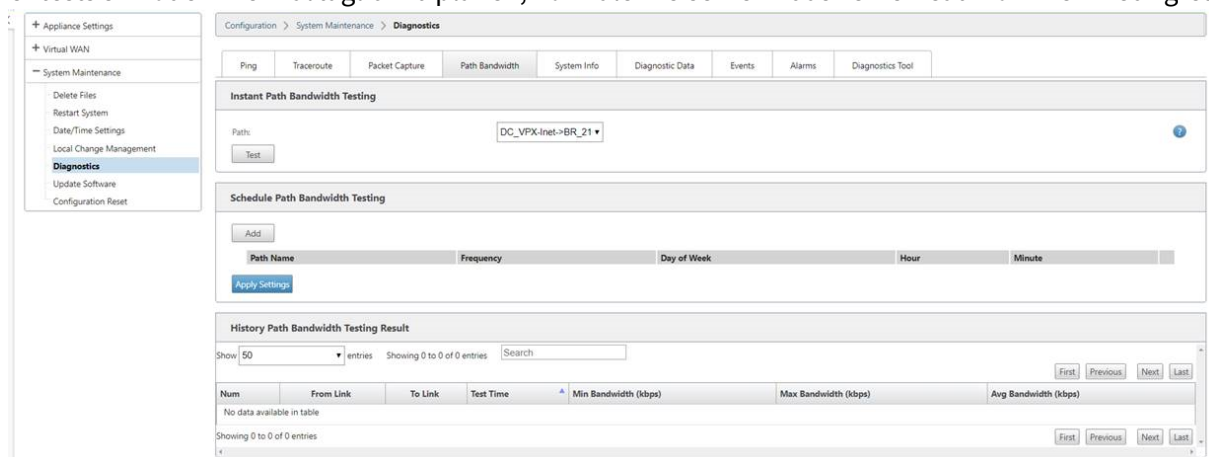 + Appliance Settings
+ Virtual WAN
− System Maintenance
Delete Files
Restart System
Date/Time Settings
Local Change Management
Diagnostics
Update Software
Configuration Reset
Configuration > System Maintenance > Diagnostics
Ping Traceroute Packet Capture Path Bandwidth System Info Diagnostic Data Events Alarms Diagnostics Tool
Instant Path Bandwidth Testing
Path: DC_VPX-Inet->BR_21 ▾ ?
Test
Schedule Path Bandwidth Testing
Add
Path Name Frequency Day of Week Hour Minute
Apply Settings
History Path Bandwidth Testing Result
Show 50 ▾ entries Showing 0 to 0 of 0 entries Search
First Previous Next Last
Num From Link To Link Test Time Min Bandwidth (kbps) Max Bandwidth (kbps) Avg Bandwidth (kbps)
No data available in table
Showing 0 to 0 of 0 entries First Previous Next Last